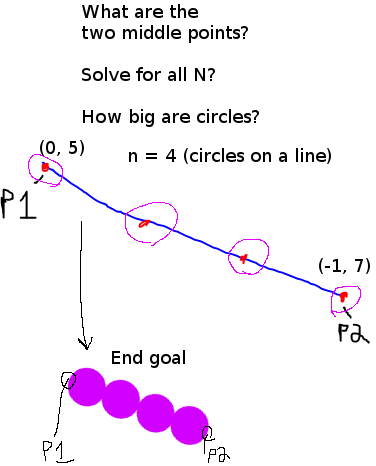 What are the
two middle points?
Solve for all N?
How big are circles?
(0, 5)
n = 4 (circles on a line)
P1
(-1, 7)
P2
End goal
P1
P2